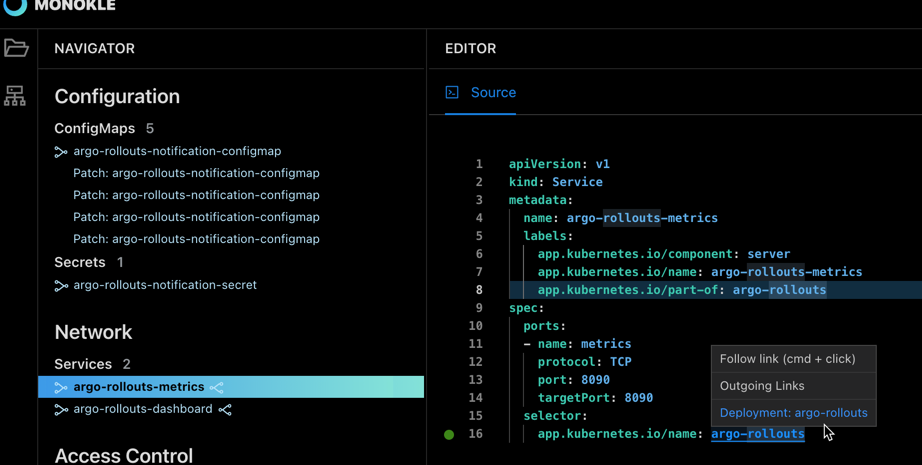 MONOKLE
NAVIGATOR
Configuration
ConfigMaps 5
argo-rollouts-notification-configmap
Patch: argo-rollouts-notification-configmap
Patch: argo-rollouts-notification-configmap
Patch: argo-rollouts-notification-configmap
Patch: argo-rollouts-notification-configmap
Secrets 1
argo-rollouts-notification-secret
Network
Services 2
argo-rollouts-metrics
argo-rollouts-dashboard
Access Control
EDITOR
Source
1 apiVersion: v1
2 kind: Service
3 metadata:
4 name: argo-rollouts-metrics
5 labels:
6 app.kubernetes.io/component: server
7 app.kubernetes.io/name: argo-rollouts-metrics
8 app.kubernetes.io/part-of: argo-rollouts
9 spec:
10 ports:
11 - name: metrics
12 protocol: TCP
13 port: 8090
14 targetPort: 8090
15 selector:
16 app.kubernetes.io/name: argo-rollouts
Follow link (cmd + click)
Outgoing Links
Deployment: argo-rollouts